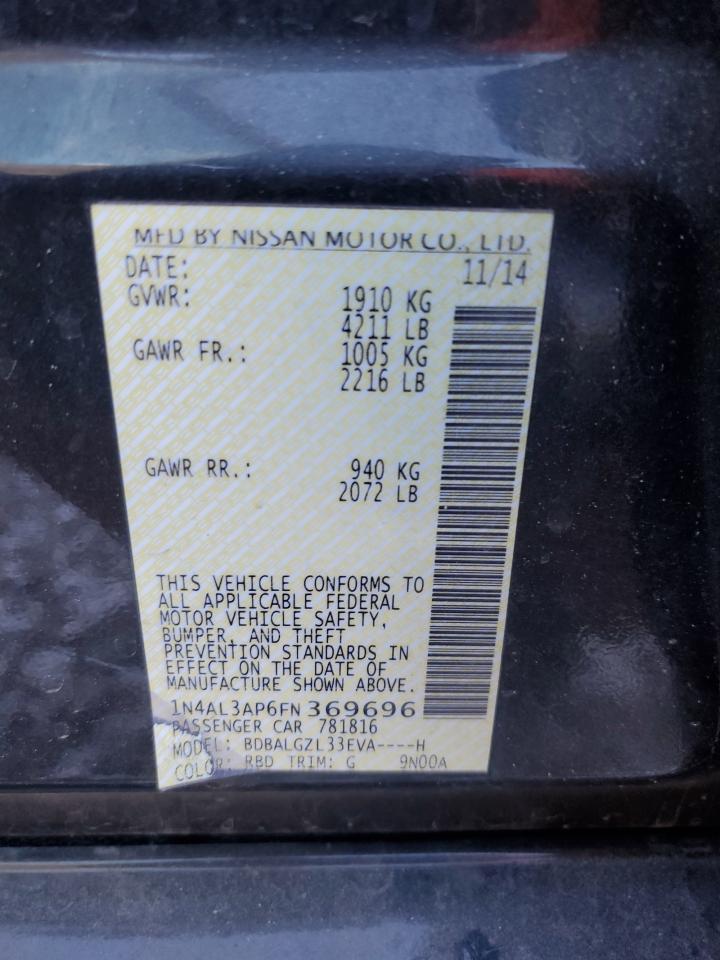 MFD BY NISSAN MOTOR CO., LTD.
DATE: 11/14
GVWR: 1910 KG
4211 LB
GAWR FR.: 1005 KG
2216 LB
GAWR RR.: 940 KG
2072 LB
THIS VEHICLE CONFORMS TO
ALL APPLICABLE FEDERAL
MOTOR VEHICLE SAFETY,
BUMPER, AND THEFT
PREVENTION STANDARDS IN
EFFECT ON THE DATE OF
MANUFACTURE SHOWN ABOVE.
1N4AL3AP6FN369696
PASSENGER CAR 781816
MODEL: BDBALGZL33EVA----H
COLOR: RBD TRIM: G 9N00A